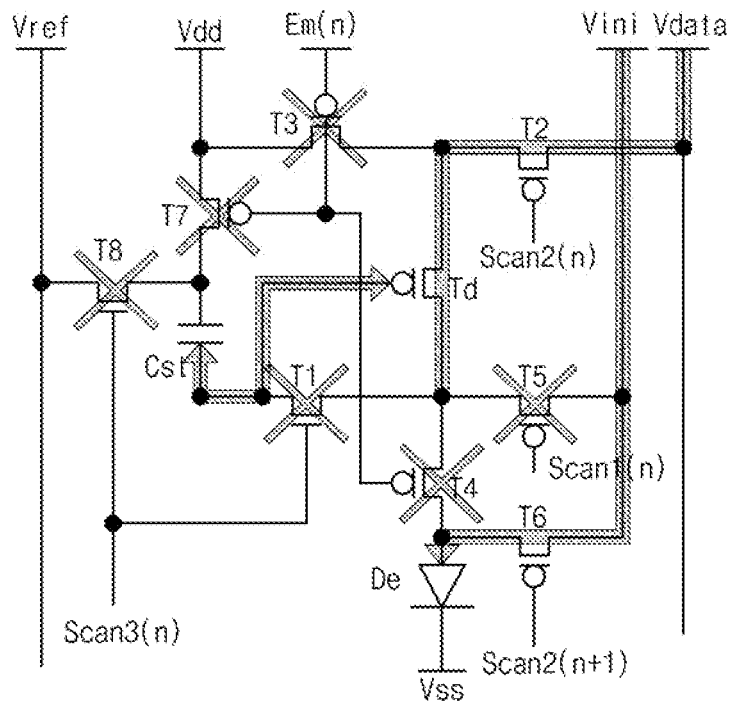 Vref
Vdd
Em(n)
Vini
Vdata
T3
T2
T7
Scan2(n)
T8
Td
Cst
T1
T5
T4
Scan1(n)
T6
De
Scan3(n)
Scan2(n+1)
Vss